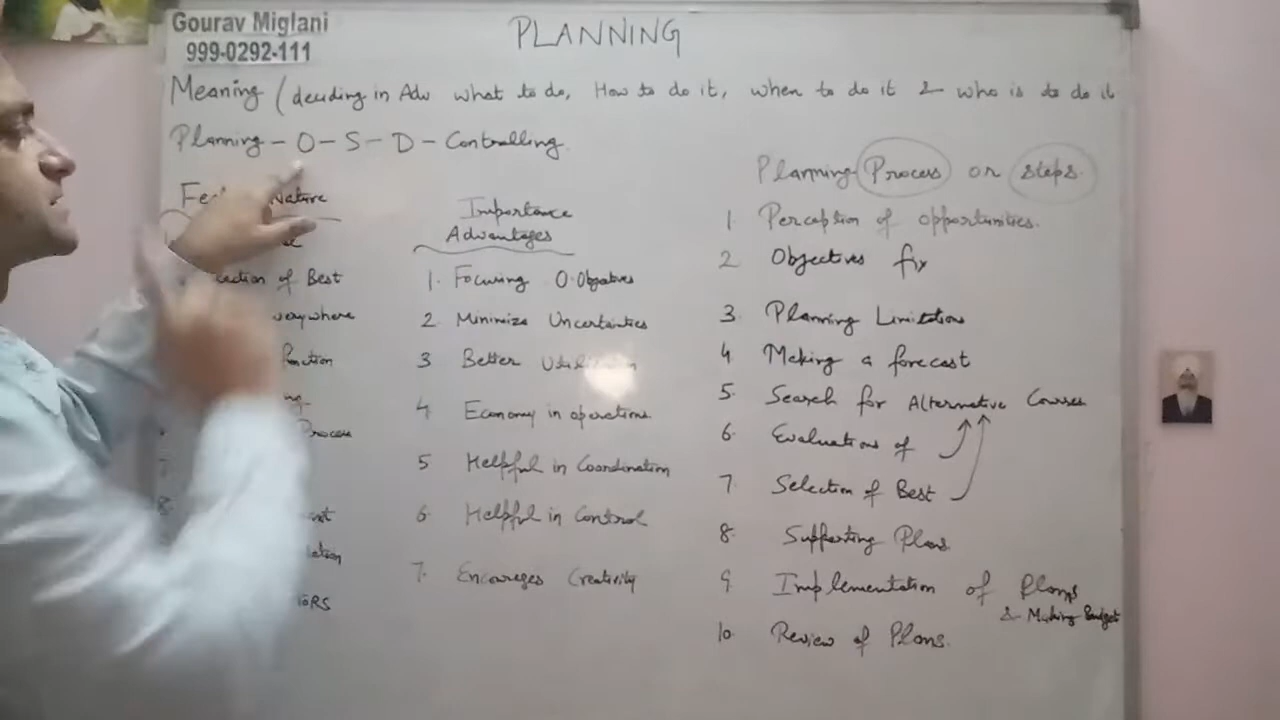 Gourav Miglani
999-0292-111
PLANNING
Meaning (deciding in Adv what to do, How to do it, when to do it & who is to do it
Planning - O - S - D - Controlling
Nature
of Best
Process
Importance
Advantages
1. Focusing O.Objectives
2 Minimize Uncertainties
3 Better
4. Economy in operations
5 Helpful in Coordination
6. Helpful in Control
7. Encourages Creativity
Planning Process or steps
1 Perception of opportunities.
2 Objectives fix
3. Planning Limitations
4 Making a forecast
5. Search for Alternative Courses
6. Evaluations of
7 Selection of Best
8. Supporting Plans
9 Implementation of Plans
& Making Budget
10. Review of Plans.